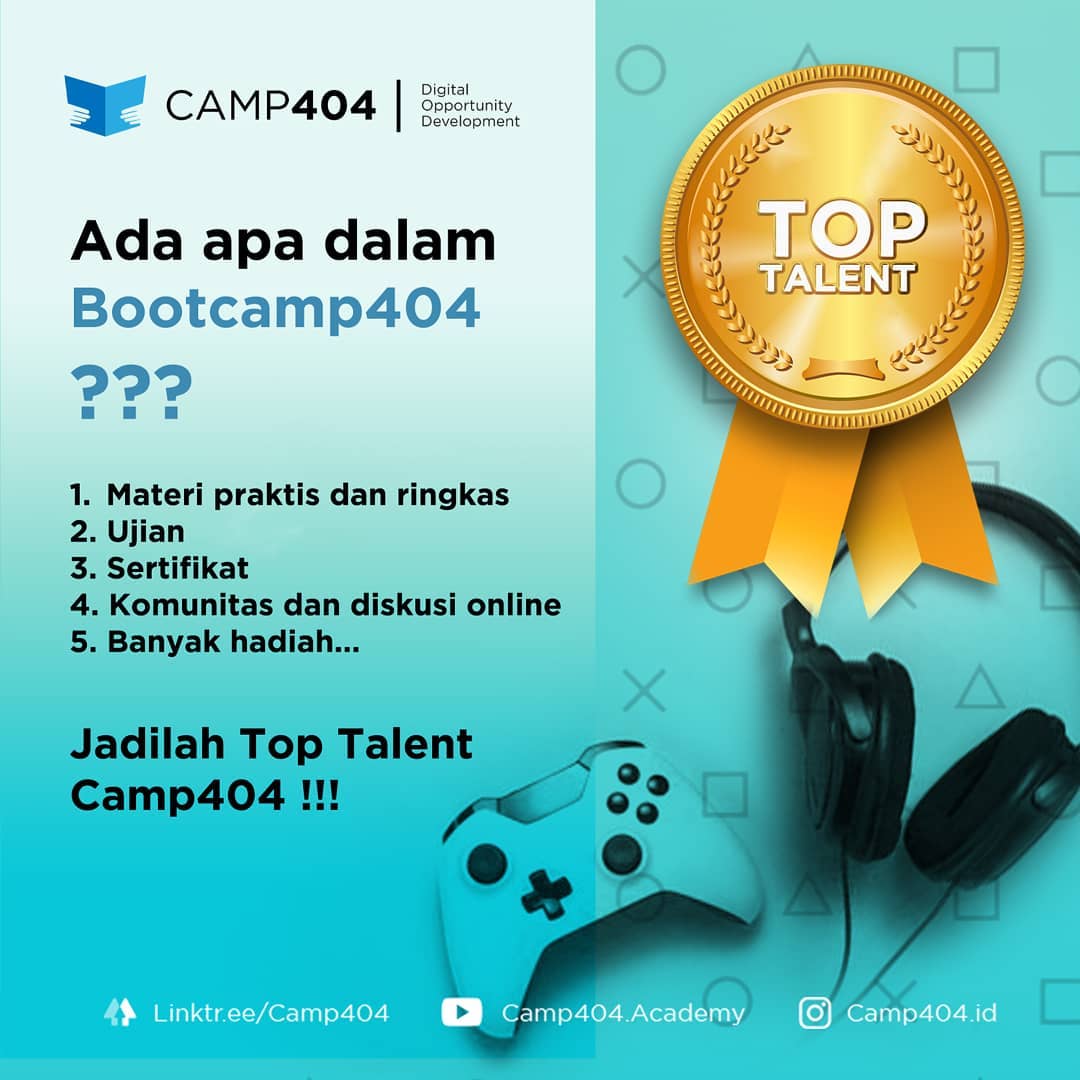 CAMP404
Digital
Opportunity
Development
TOP
TALENT
Ada apa dalam
Bootcamp404
???
1. Materi praktis dan ringkas
2. Ujian
3. Sertifikat
4. Komunitas dan diskusi online
5. Banyak hadiah...
Jadilah Top Talent
Camp404 !!!
Linktr.ee/Camp404
Camp404.Academy
Camp404.id